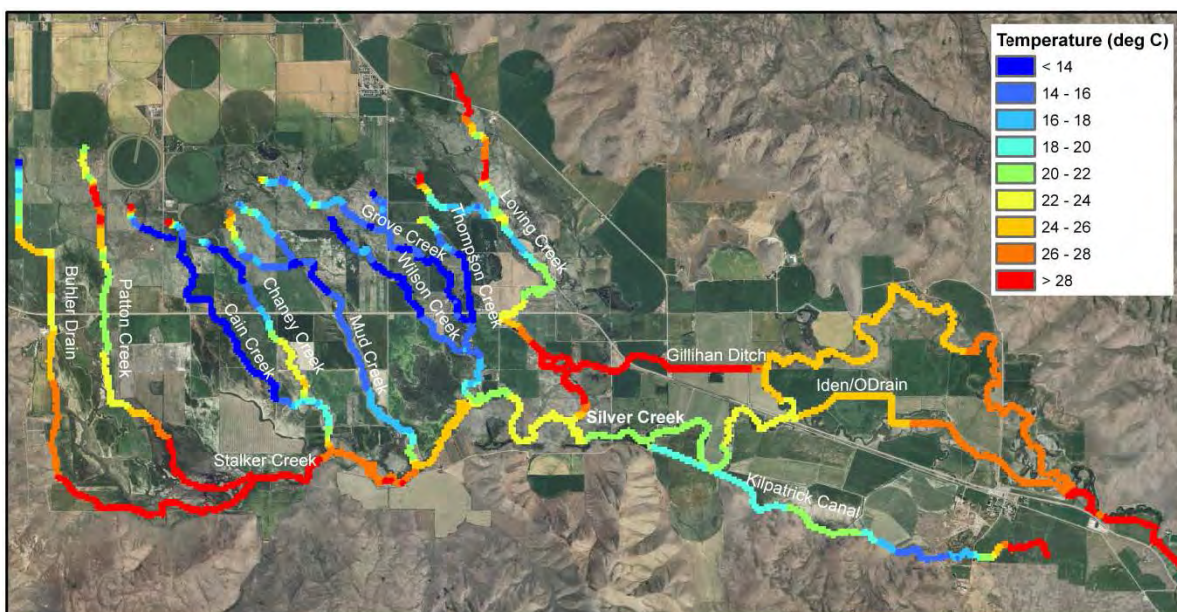 Temperature (deg C)
< 14
14 - 16
16 - 18
18 - 20
20 - 22
22 - 24
24 - 26
26 - 28
> 28
Loving Creek
Thompson Creek
Grove Creek
Wilson Creek
Mud Creek
Chaney Creek
Cain Creek
Patton Creek
Buhler Drain
Stalker Creek
Silver Creek
Gillihan Ditch
Iden/ODrain
Kilpatrick Canal